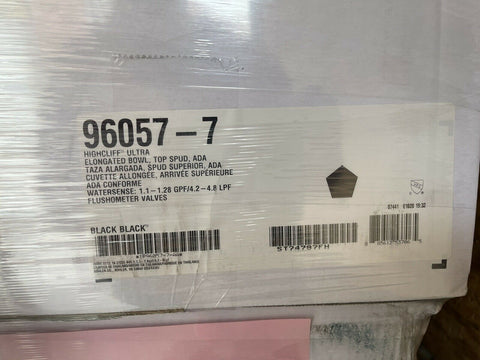 96057-7
HIGHCLIFF® ULTRA
ELONGATED BOWL, TOP SPUD, ADA
TAZA ALARGADA, SPUD SUPERIOR, ADA
CUVETTE ALLONGÉE, ARRIVÉE SUPÉRIEURE
ADA CONFORME
WATERSENSE: 1.1-1.28 GPF/4.2-4.8 LPF
FLUSHOMETER VALVES
BLACK BLACK®
ST74787FH